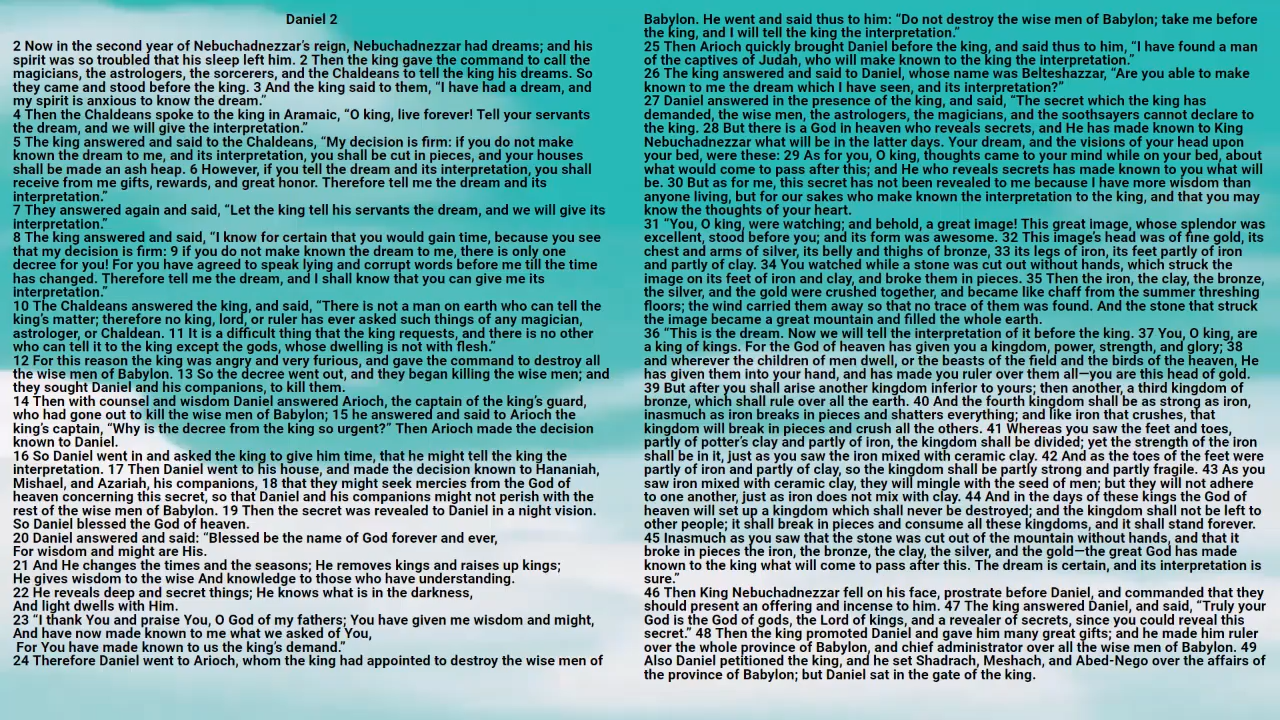 Daniel 2
2 Now in the second year of Nebuchadnezzar’s reign, Nebuchadnezzar had dreams; and his
spirit was so troubled that his sleep left him. 2 Then the king gave the command to call the
magicians, the astrologers, the sorcerers, and the Chaldeans to tell the king his dreams. So
they came and stood before the king. 3 And the king said to them, “I have had a dream, and
my spirit is anxious to know the dream.”
4 Then the Chaldeans spoke to the king in Aramaic, “O king, live forever! Tell your servants
the dream, and we will give the interpretation.”
5 The king answered and said to the Chaldeans, “My decision is firm: if you do not make
known the dream to me, and its interpretation, you shall be cut in pieces, and your houses
shall be made an ash heap. 6 However, if you tell the dream and its interpretation, you shall
receive from me gifts, rewards, and great honor. Therefore tell me the dream and its
interpretation.”
7 They answered again and said, “Let the king tell his servants the dream, and we will give its
interpretation.”
8 The king answered and said, “I know for certain that you would gain time, because you see
that my decision is firm: 9 if you do not make known the dream to me, there is only one
decree for you! For you have agreed to speak lying and corrupt words before me till the time
has changed. Therefore tell me the dream, and I shall know that you can give me its
interpretation.”
10 The Chaldeans answered the king, and said, “There is not a man on earth who can tell the
king’s matter; therefore no king, lord, or ruler has ever asked such things of any magician,
astrologer, or Chaldean. 11 It is a difficult thing that the king requests, and there is no other
who can tell it to the king except the gods, whose dwelling is not with flesh.”
12 For this reason the king was angry and very furious, and gave the command to destroy all
the wise men of Babylon. 13 So the decree went out, and they began killing the wise men; and
they sought Daniel and his companions, to kill them.
14 Then with counsel and wisdom Daniel answered Arioch, the captain of the king’s guard,
who had gone out to kill the wise men of Babylon; 15 he answered and said to Arioch the
king’s captain, “Why is the decree from the king so urgent?” Then Arioch made the decision
known to Daniel.
16 So Daniel went in and asked the king to give him time, that he might tell the king the
interpretation. 17 Then Daniel went to his house, and made the decision known to Hananiah,
Mishael, and Azariah, his companions, 18 that they might seek mercies from the God of
heaven concerning this secret, so that Daniel and his companions might not perish with the
rest of the wise men of Babylon. 19 Then the secret was revealed to Daniel in a night vision.
So Daniel blessed the God of heaven.
20 Daniel answered and said: “Blessed be the name of God forever and ever,
For wisdom and might are His.
21 And He changes the times and the seasons; He removes kings and raises up kings;
He gives wisdom to the wise And knowledge to those who have understanding.
22 He reveals deep and secret things; He knows what is in the darkness,
And light dwells with Him.
23 “I thank You and praise You, O God of my fathers; You have given me wisdom and might,
And have now made known to me what we asked of You,
For You have made known to us the king’s demand.”
24 Therefore Daniel went to Arioch, whom the king had appointed to destroy the wise men of
Babylon. He went and said thus to him: “Do not destroy the wise men of Babylon; take me before
the king, and I will tell the king the interpretation.”
25 Then Arioch quickly brought Daniel before the king, and said thus to him, “I have found a man
of the captives of Judah, who will make known to the king the interpretation.”
26 The king answered and said to Daniel, whose name was Belteshazzar, “Are you able to make
known to me the dream which I have seen, and its interpretation?”
27 Daniel answered in the presence of the king, and said, “The secret which the king has
demanded, the wise men, the astrologers, the magicians, and the soothsayers cannot declare to
the king. 28 But there is a God in heaven who reveals secrets, and He has made known to King
Nebuchadnezzar what will be in the latter days. Your dream, and the visions of your head upon
your bed, were these: 29 As for you, O king, thoughts came to your mind while on your bed, about
what would come to pass after this; and He who reveals secrets has made known to you what will
be. 30 But as for me, this secret has not been revealed to me because I have more wisdom than
anyone living, but for our sakes who make known the interpretation to the king, and that you may
know the thoughts of your heart.
31 “You, O king, were watching; and behold, a great image! This great image, whose splendor was
excellent, stood before you; and its form was awesome. 32 This image’s head was of fine gold, its
chest and arms of silver, its belly and thighs of bronze, 33 its legs of iron, its feet partly of iron
and partly of clay. 34 You watched while a stone was cut out without hands, which struck the
image on its feet of iron and clay, and broke them in pieces. 35 Then the iron, the clay, the bronze,
the silver, and the gold were crushed together, and became like chaff from the summer threshing
floors; the wind carried them away so that no trace of them was found. And the stone that struck
the image became a great mountain and filled the whole earth.
36 “This is the dream. Now we will tell the interpretation of it before the king. 37 You, O king, are
a king of kings. For the God of heaven has given you a kingdom, power, strength, and glory; 38
and wherever the children of men dwell, or the beasts of the field and the birds of the heaven, He
has given them into your hand, and has made you ruler over them all—you are this head of gold.
39 But after you shall arise another kingdom inferior to yours; then another, a third kingdom of
bronze, which shall rule over all the earth. 40 And the fourth kingdom shall be as strong as iron,
inasmuch as iron breaks in pieces and shatters everything; and like iron that crushes, that
kingdom will break in pieces and crush all the others. 41 Whereas you saw the feet and toes,
partly of potter’s clay and partly of iron, the kingdom shall be divided; yet the strength of the iron
shall be in it, just as you saw the iron mixed with ceramic clay. 42 And as the toes of the feet were
partly of iron and partly of clay, so the kingdom shall be partly strong and partly fragile. 43 As you
saw iron mixed with ceramic clay, they will mingle with the seed of men; but they will not adhere
to one another, just as iron does not mix with clay. 44 And in the days of these kings the God of
heaven will set up a kingdom which shall never be destroyed; and the kingdom shall not be left to
other people; it shall break in pieces and consume all these kingdoms, and it shall stand forever.
45 Inasmuch as you saw that the stone was cut out of the mountain without hands, and that it
broke in pieces the iron, the bronze, the clay, the silver, and the gold—the great God has made
known to the king what will come to pass after this. The dream is certain, and its interpretation is
sure.”
46 Then King Nebuchadnezzar fell on his face, prostrate before Daniel, and commanded that they
should present an offering and incense to him. 47 The king answered Daniel, and said, “Truly your
God is the God of gods, the Lord of kings, and a revealer of secrets, since you could reveal this
secret.” 48 Then the king promoted Daniel and gave him many great gifts; and he made him ruler
over the whole province of Babylon, and chief administrator over all the wise men of Babylon. 49
Also Daniel petitioned the king, and he set Shadrach, Meshach, and Abed-Nego over the affairs of
the province of Babylon; but Daniel sat in the gate of the king.